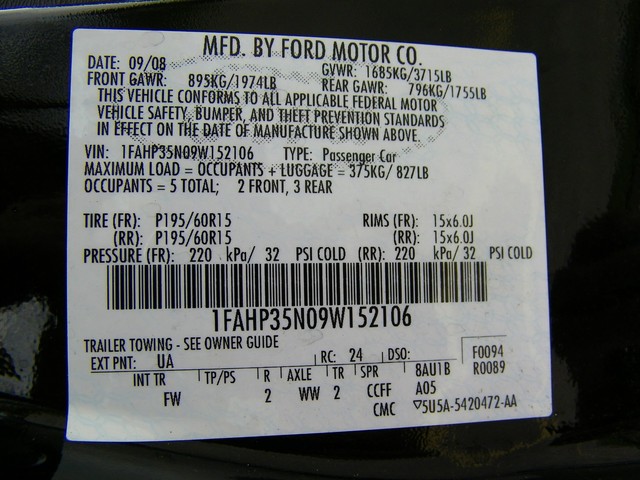 MFD. BY FORD MOTOR CO.
DATE: 09/08 GVWR: 1685KG/3715LB
FRONT GAWR: 895KG/1974LB REAR GAWR: 796KG/1755LB
THIS VEHICLE CONFORMS TO ALL APPLICABLE FEDERAL MOTOR
VEHICLE SAFETY, BUMPER, AND THEFT PREVENTION STANDARDS
IN EFFECT ON THE DATE OF MANUFACTURE SHOWN ABOVE.
VIN: 1FAHP35N09W152106 TYPE: Passenger Car
MAXIMUM LOAD = OCCUPANTS + LUGGAGE = 375KG/ 827LB
OCCUPANTS = 5 TOTAL; 2 FRONT, 3 REAR
TIRE (FR): P195/60R15 RIMS (FR): 15x6.0J
(RR): P195/60R15 (RR): 15x6.0J
PRESSURE (FR): 220 kPa/ 32 PSI COLD (RR): 220 kPa/ 32 PSI COLD
1FAHP35N09W152106
TRAILER TOWING - SEE OWNER GUIDE
EXT PNT: UA RC: 24 DSO: F0094
R0089
INT TR TP/PS R AXLE TR SPR 8AU1B
FW 2 WW 2 CCFF A05
CMC ▽5U5A-5420472-AA